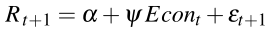 R_{t+1} = α + ψ Econ_t + ε_{t+1}